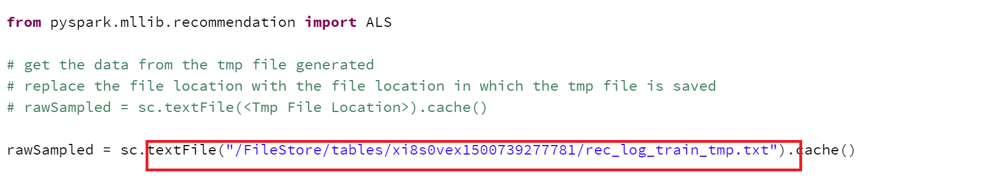 from pyspark.mllib.recommendation import ALS
# get the data from the tmp file generated
# replace the file location with the file location in which the tmp file is saved
# rawSampled = sc.textFile(<Tmp File Location>).cache()
rawSampled = sc.textFile("/FileStore/tables/xi8s0vex1500739277781/rec_log_train_tmp.txt").cache()